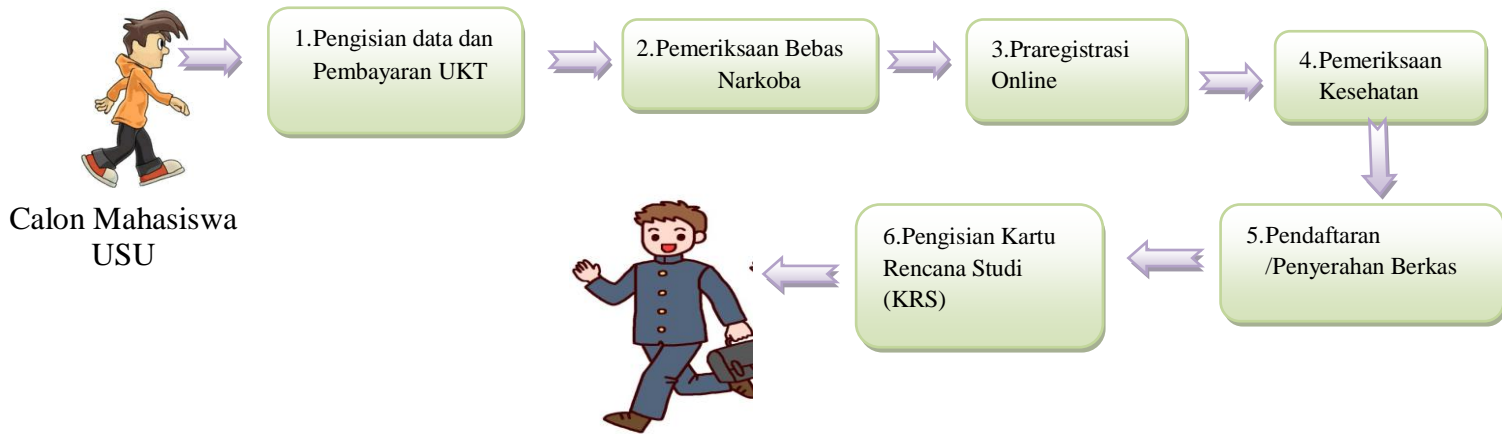 Calon Mahasiswa
USU
1.Pengisian data dan
Pembayaran UKT
2.Pemeriksaan Bebas
Narkoba
3.Praregistrasi
Online
4.Pemeriksaan
Kesehatan
5.Pendaftaran
/Penyerahan Berkas
6.Pengisian Kartu
Rencana Studi
(KRS)